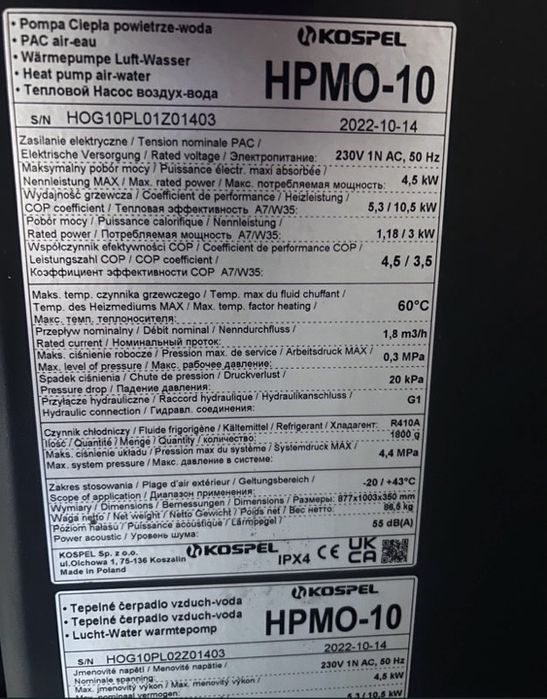 • Pompa Ciepła powietrze-woda
• PAC air-eau
• Wärmepumpe Luft-Wasser
• Heat pump air-water
• Тепловой Насос воздух-вода
KOSPEL
HPMO-10
S/N HOG10PL01Z01403 2022-10-14
Zasilanie elektryczne / Tension nominale PAC /
Elektrische Versorgung / Rated voltage / Электропитание: 230V 1N AC, 50 Hz
Maksymalny pobór mocy / Puissance électr. maxi absorbée /
Nennleistung MAX / Max. rated power / Макс. потребляемая мощность: 4,5 kW
Wydajność grzewcza / Coefficient de performance / Heizleistung /
COP coefficient / Тепловая эффективность A7/W35: 5,3 / 10,5 kW
Pobór mocy / Puissance calorifique / Nennleistung /
Rated power / Потребляемая мощность A7/W35: 1,18 / 3 kW
Współczynnik efektywności COP / Coefficient de performance COP /
Leistungszahl COP / COP coefficient /
Коэффициент эффективности COP A7/W35: 4,5 / 3,5
Maks. temp. czynnika grzewczego / Temp. max du fluid chuffant /
Temp. des Heizmediums MAX / Max. temp. factor heating /
Макс. темп. теплоносителя: 60°C
Przepływ nominalny / Débit nominal / Nenndurchfluss /
Rated current / Номинальный проток: 1,8 m3/h
Maks. ciśnienie robocze / Pression max. de service / Arbeitsdruck MAX /
Max. level of pressure / Макс. рабочее давление: 0,3 MPa
Spadek ciśnienia / Chute de pression / Druckverlust /
Pressure drop / Падение давления: 20 kPa
Przyłącze hydrauliczne / Raccord hydraulique / Hydraulikanschluss /
Hydraulic connection / Гидравл. соединения: G1
Czynnik chłodniczy / Fluide frigorigène / Kältemittel / Refrigerant / Хладагент: R410A
Ilość / Quantité / Menge / Quantity / количество: 1800 g
Maks. ciśnienie układu / Pression max du système / Systemdruck MAX /
Max. system pressure / Макс. давление в системе: 4,4 MPa
Zakres stosowania / Plage d'air extérieur / Geltungsbereich /
Scope of application / Диапазон применения: -20 / +43°C
Wymiary / Dimensions / Bemessungen / Dimensions / Размеры: 877x1003x350 mm
Waga netto / Net weight / Netto Gewicht / Poids net / Вес нетто:
Poziom hałasu / Puissance acoustique / Lärmpegel /
Power acoustic / Уровень шума: 55 dB(A)
KOSPEL Sp. z o.o.
ul.Olchowa 1, 75-136 Koszalin
Made in Poland
KOSPEL
IPX4 CE UK CA
KOSPEL
• Tepelné čerpadlo vzduch-voda
• Tepelné čerpadlo vzduch-voda
• Lucht-Water warmtepomp
HPMO-10
S/N HOG10PL02Z01403 2022-10-14
Jmenovité napětí / Menovité napätie /
Nominale spanning: 230V 1N AC, 50 Hz
Max. jmenovitý výkon / Max. menovitý výkon /
Max. nominaal vermogen: 4,5 kW